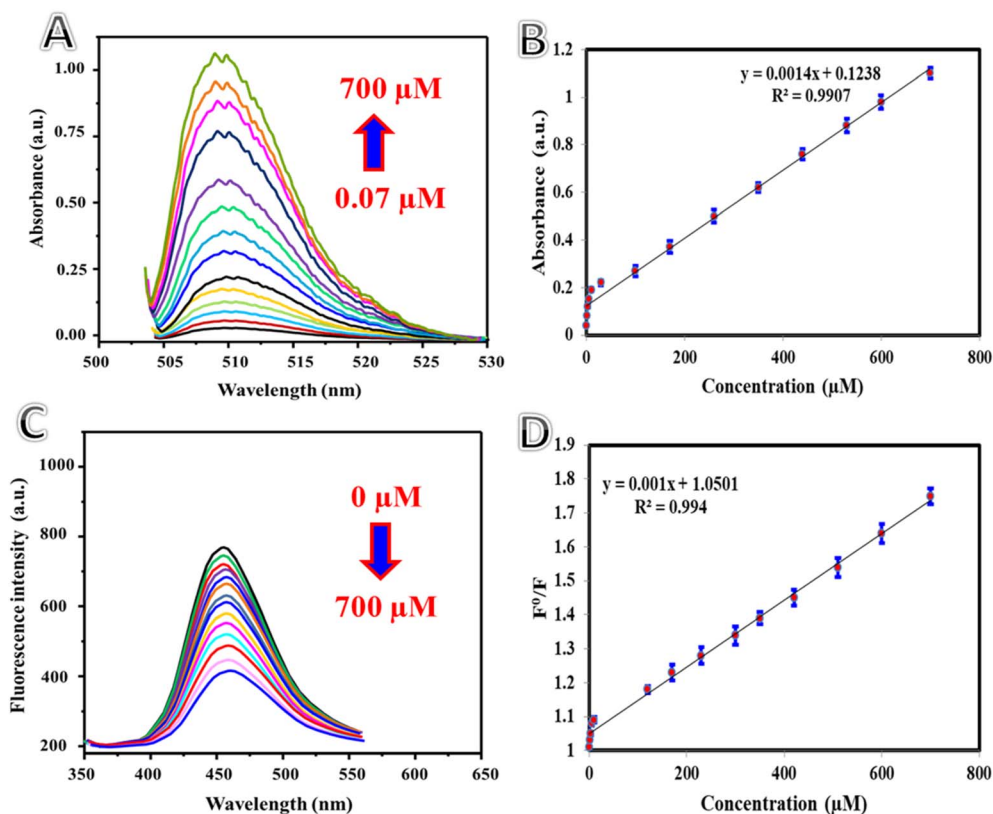 A
1.00
0.75
0.50
0.25
0.00
500
505
510
515
520
525
530
Absorbance (a.u.)
Wavelength (nm)
700 µM
0.07 µM
B
1.2
1
0.8
0.6
0.4
0.2
0
0
200
400
600
800
Absorbance (a.u.)
Concentration (µM)
y = 0.0014x + 0.1238
R² = 0.9907
C
1000
800
600
400
200
350
400
450
500
550
600
650
Fluorescence intensity (a.u.)
Wavelength (nm)
0 µM
700 µM
D
1.9
1.8
1.7
1.6
1.5
1.4
1.3
1.2
1.1
1
0
200
400
600
800
F⁰/F
Concentration (µM)
y = 0.001x + 1.0501
R² = 0.994